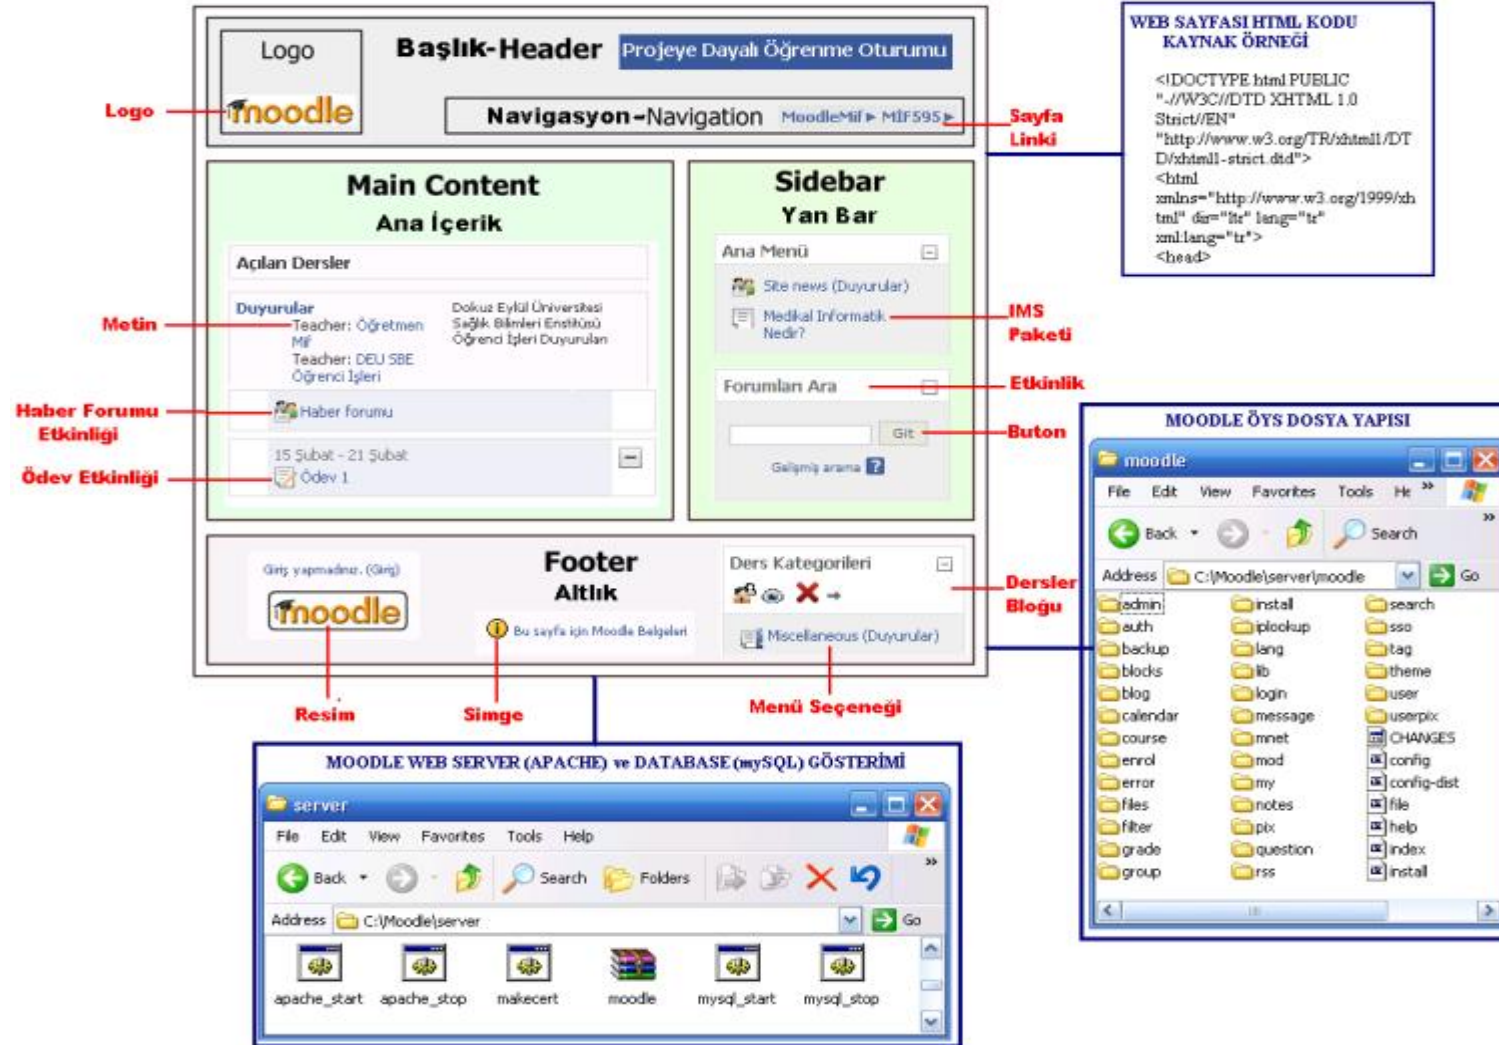 Logo
Başlık-Header
Projeye Dayalı Öğrenme Oturumu
moodle
Navigasyon-Navigation
MoodleMif ► MİF595 ►
Logo
Sayfa
Linki
Main Content
Ana İçerik
Açılan Dersler
Duyurular
Teacher: Öğretmen
Mif
Teacher: DEU SBE
Öğrenci İşleri
Dokuz Eylül Üniversitesi
Sağlık Bilimleri Enstitüsü
Öğrenci İşleri Duyuruları
Haber forumu
15 Şubat - 21 Şubat
Ödev 1
Metin
Haber Forumu
Etkinliği
Ödev Etkinliği
Sidebar
Yan Bar
Ana Menü
Site news (Duyurular)
Medikal Informatik
Nedir?
Forumları Ara
Git
Gelişmiş arama ?
IMS
Paketi
Etkinlik
Buton
Giriş yapmadınız. (Giriş)
moodle
Footer
Altlık
Bu sayfa için Moodle Belgeleri
Ders Kategorileri
Miscellaneous (Duyurular)
Dersler
Bloğu
Resim
Simge
Menü Seçeneği
WEB SAYFASI HTML KODU
KAYNAK ÖRNEĞİ
<!DOCTYPE html PUBLIC
"-//W3C//DTD XHTML 1.0
Strict//EN"
"http://www.w3.org/TR/xhtml1/DT
D/xhtml1-strict.dtd">
<html
xmlns="http://www.w3.org/1999/xh
tml" dir="ltr" lang="tr"
xml:lang="tr">
<head>
MOODLE ÖYS DOSYA YAPISI
moodle
File Edit View Favorites Tools He »
Back Search »
Address C:\Moodle\server\moodle Go
admin install search
auth iplookup sso
backup lang tag
blocks lib theme
blog login user
calendar message userpix
course mnet CHANGES
enrol mod config
error my config-dist
files notes file
filter pix help
grade question index
group rss install
MOODLE WEB SERVER (APACHE) ve DATABASE (mySQL) GÖSTERİMİ
server
File Edit View Favorites Tools Help
Back Search Folders »
Address C:\Moodle\server Go
apache_start apache_stop makecert moodle mysql_start mysql_stop